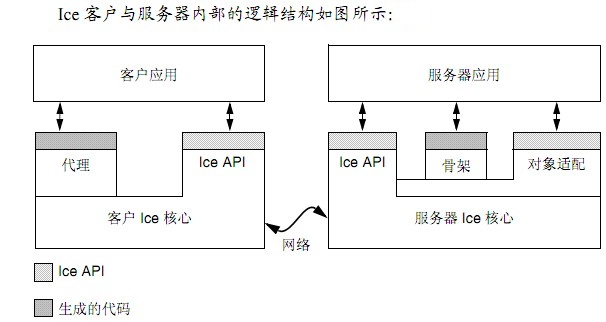 Ice 客户与服务器内部的逻辑结构如图所示:
客户应用
服务器应用
代理
Ice API
Ice API
骨架
对象适配
客户 Ice 核心
服务器 Ice 核心
网络
Ice API
生成的代码